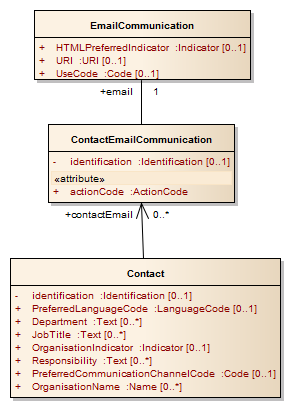 EmailCommunication
+ HTMLPreferredIndicator :Indicator [0..1]
+ URI :URI [0..1]
+ UseCode :Code [0..1]
+email 1
ContactEmailCommunication
- identification :Identification [0..1]
«attribute»
+ actionCode :ActionCode
+contactEmail 0..*
Contact
- identification :Identification [0..1]
+ PreferredLanguageCode :LanguageCode [0..1]
+ Department :Text [0..*]
+ JobTitle :Text [0..*]
+ OrganisationIndicator :Indicator [0..1]
+ Responsibility :Text [0..*]
+ PreferredCommunicationChannelCode :Code [0..1]
+ OrganisationName :Name [0..*]